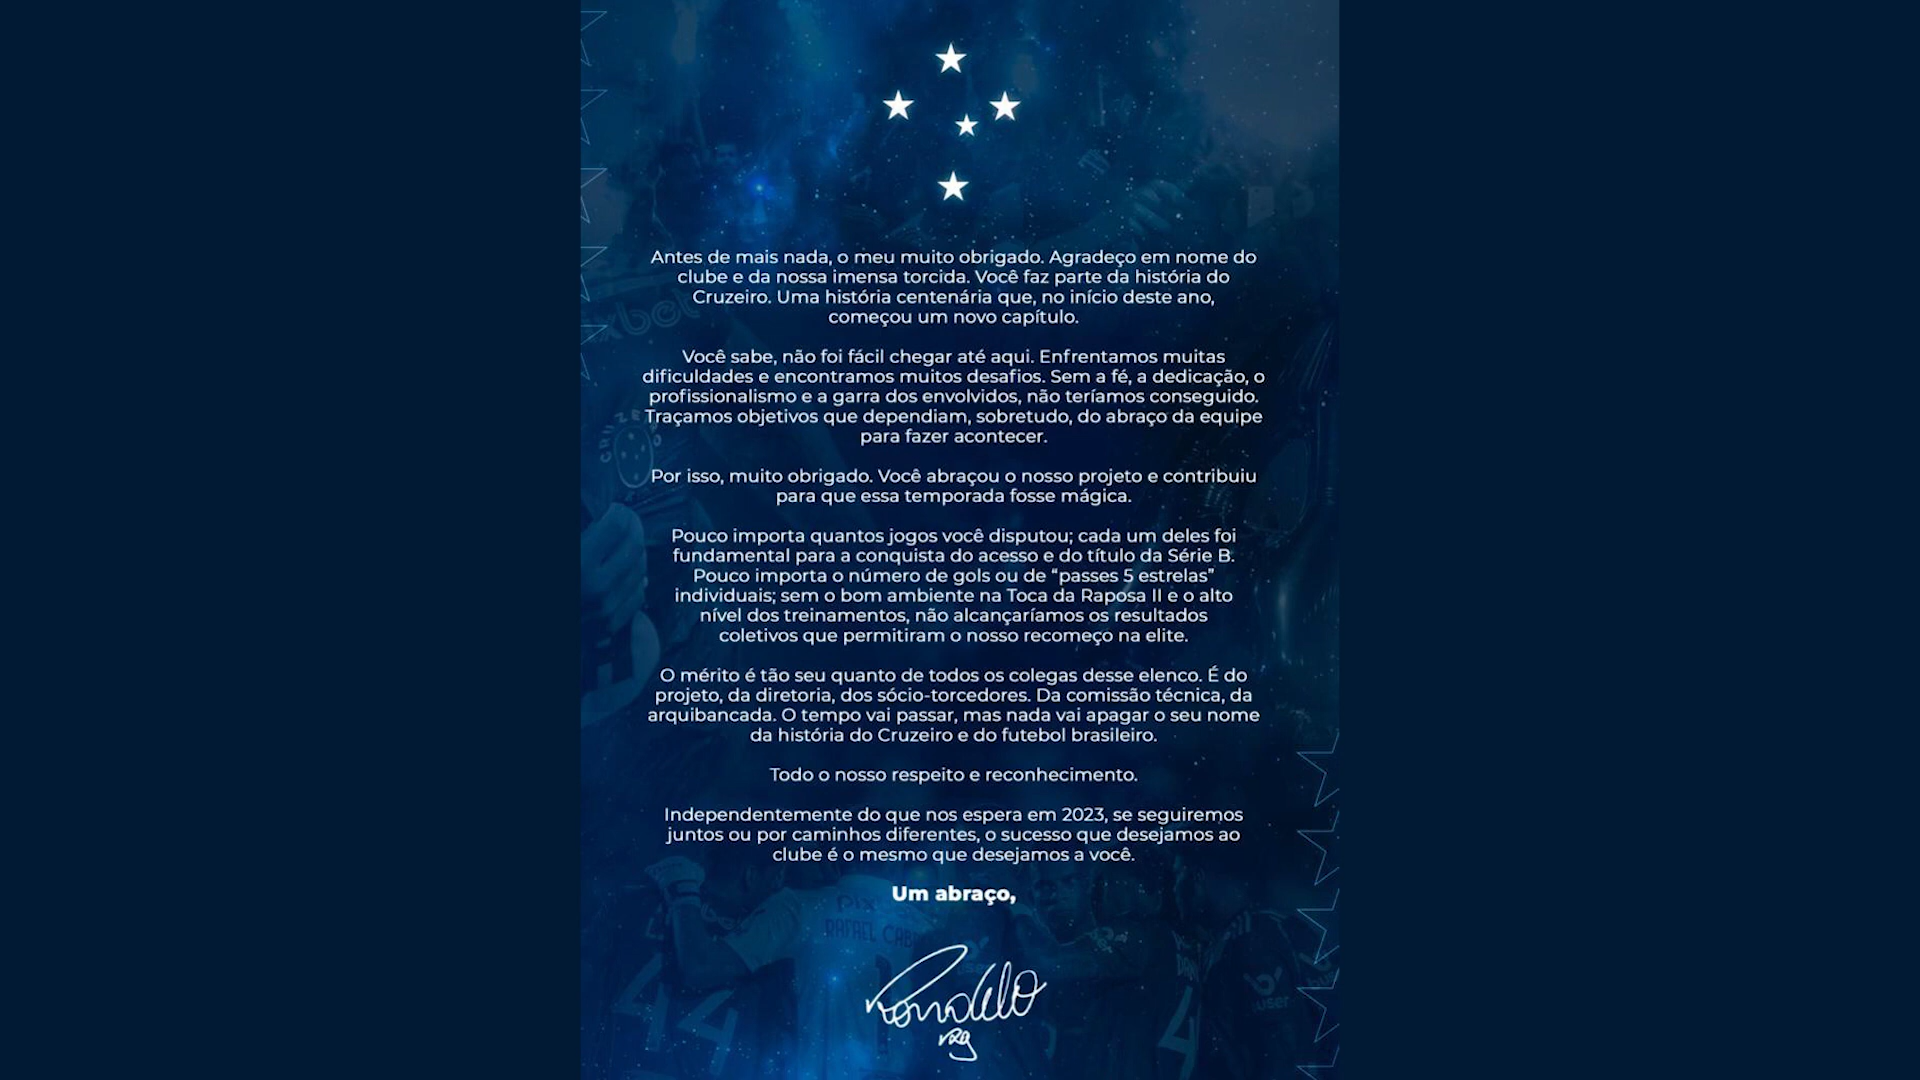 Antes de mais nada, o meu muito obrigado. Agradeço em nome do
clube e da nossa imensa torcida. Você faz parte da história do
Cruzeiro. Uma história centenária que, no início deste ano,
começou um novo capítulo.
Você sabe, não foi fácil chegar até aqui. Enfrentamos muitas
dificuldades e encontramos muitos desafios. Sem a fé, a dedicação, o
profissionalismo e a garra dos envolvidos, não teríamos conseguido.
Traçamos objetivos que dependiam, sobretudo, do abraço da equipe
para fazer acontecer.
Por isso, muito obrigado. Você abraçou o nosso projeto e contribuiu
para que essa temporada fosse mágica.
Pouco importa quantos jogos você disputou; cada um deles foi
fundamental para a conquista do acesso e do título da Série B.
Pouco importa o número de gols ou de “passes 5 estrelas”
individuais; sem o bom ambiente na Toca da Raposa II e o alto
nível dos treinamentos, não alcançaríamos os resultados
coletivos que permitiram o nosso recomeço na elite.
O mérito é tão seu quanto de todos os colegas desse elenco. É do
projeto, da diretoria, dos sócio-torcedores. Da comissão técnica, da
arquibancada. O tempo vai passar, mas nada vai apagar o seu nome
da história do Cruzeiro e do futebol brasileiro.
Todo o nosso respeito e reconhecimento.
Independentemente do que nos espera em 2023, se seguiremos
juntos ou por caminhos diferentes, o sucesso que desejamos ao
clube é o mesmo que desejamos a você.
Um abraço,
pix
RAFAEL CAB
Ronaldo
44
4